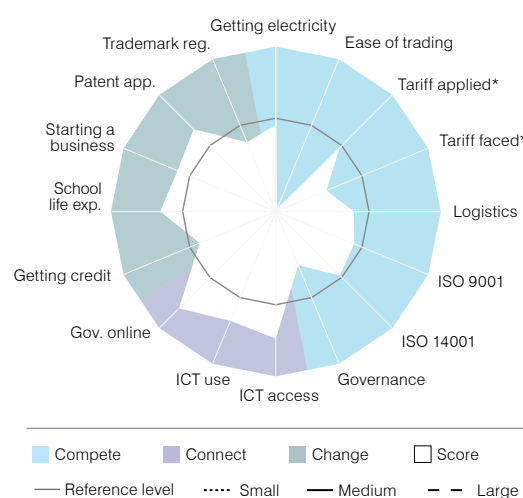 Getting electricity
Trademark reg.
Ease of trading
Patent app.
Tariff applied*
Starting a
business
Tariff faced*
School
life exp.
Logistics
Getting credit
ISO 9001
Gov. online
ISO 14001
ICT use
Governance
ICT access
Compete
Connect
Change
Score
Reference level
Small
Medium
Large